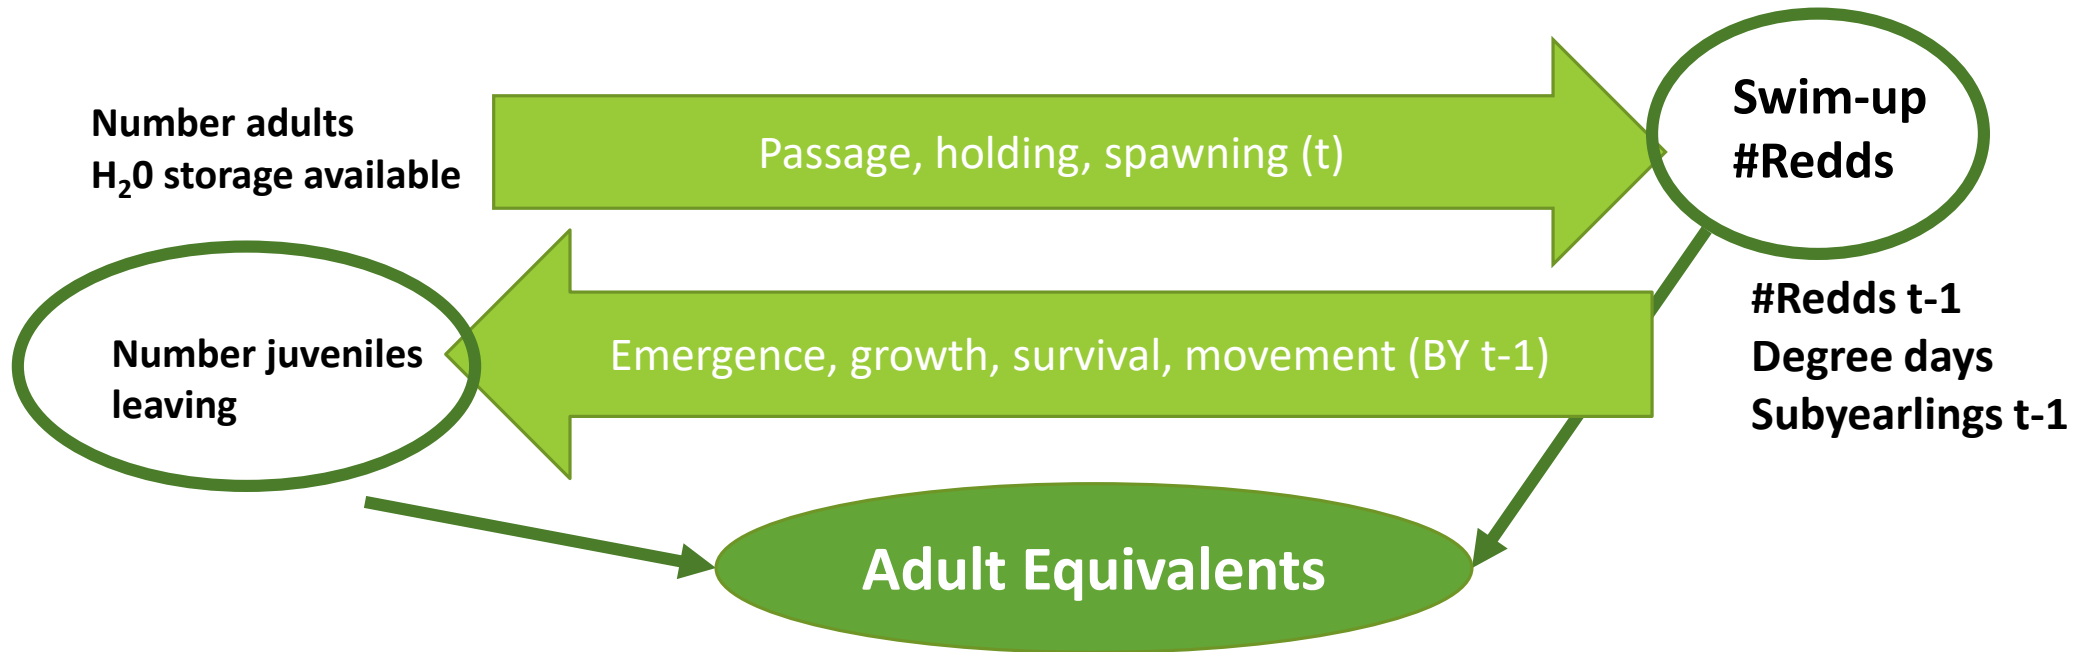 Number adults
H₂0 storage available
Passage, holding, spawning (t)
Swim-up
#Redds
Number juveniles
leaving
Emergence, growth, survival, movement (BY t-1)
#Redds t-1
Degree days
Subyearlings t-1
Adult Equivalents